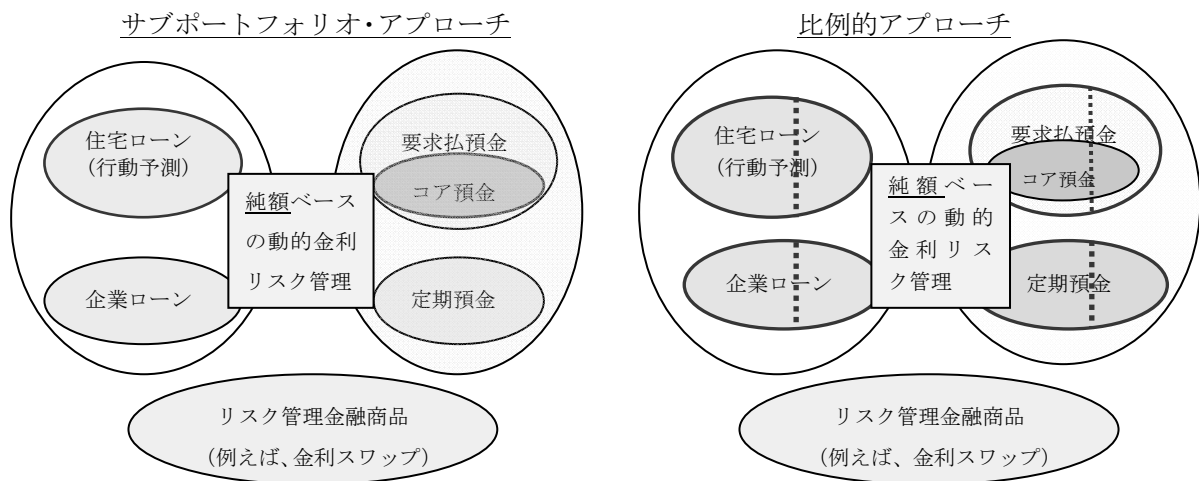 サブポートフォリオ・アプローチ
住宅ローン
(行動予測)
要求払預金
コア預金
純額ベース
の動的金利
リスク管理
企業ローン
定期預金
リスク管理金融商品
(例えば、金利スワップ)
比例的アプローチ
住宅ローン
(行動予測)
要求払預金
コア預金
純額ベー
スの動的
金利リス
ク管理
企業ローン
定期預金
リスク管理金融商品
(例えば、金利スワップ)